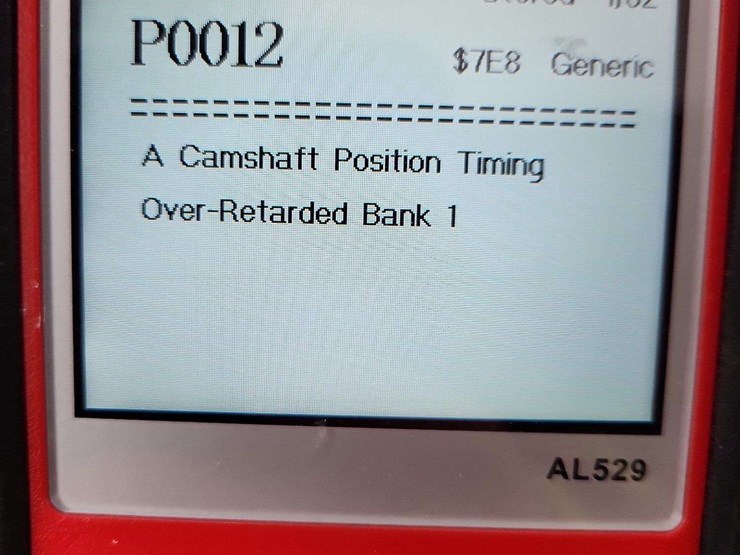 P0012
$7E8 Generic
====================================
A Camshaft Position Timing
Over-Retarded Bank 1
AL529